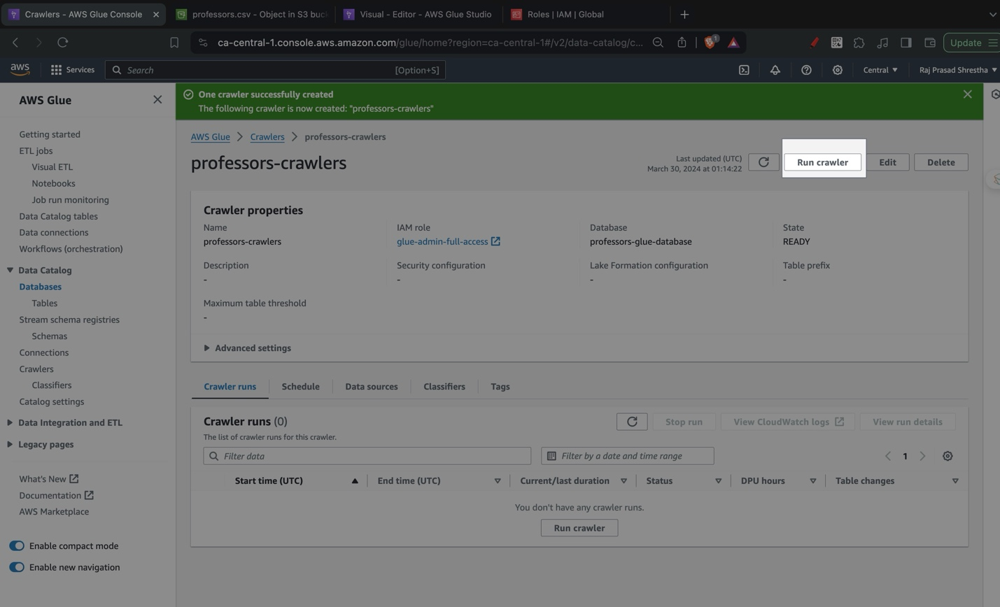 Crawlers - AWS Glue Console
professors.csv - Object in S3 buck
Visual - Editor - AWS Glue Studio
Roles | IAM | Global
ca-central-1.console.aws.amazon.com/glue/home?region=ca-central-1#/v2/data-catalog/c...
1
Update
aws
Services
Search
[Option+S]
Central
Raj Prasad Shrestha
AWS Glue
Getting started
ETL jobs
Visual ETL
Notebooks
Job run monitoring
Data Catalog tables
Data connections
Workflows (orchestration)
Data Catalog
Databases
Tables
Stream schema registries
Schemas
Connections
Crawlers
Classifiers
Catalog settings
Data Integration and ETL
Legacy pages
What's New
Documentation
AWS Marketplace
Enable compact mode
Enable new navigation
One crawler successfully created
The following crawler is now created: "professors-crawlers"
AWS Glue > Crawlers > professors-crawlers
professors-crawlers
Last updated (UTC)
March 30, 2024 at 01:14:22
Run crawler
Edit
Delete
Crawler properties
Name
professors-crawlers
IAM role
glue-admin-full-access
Database
professors-glue-database
State
READY
Description
-
Security configuration
-
Lake Formation configuration
-
Table prefix
-
Maximum table threshold
-
Advanced settings
Crawler runs
Schedule
Data sources
Classifiers
Tags
Crawler runs (0)
The list of crawler runs for this crawler.
Stop run
View CloudWatch logs
View run details
Filter data
Filter by a date and time range
1
Start time (UTC)
End time (UTC)
Current/last duration
Status
DPU hours
Table changes
You don't have any crawler runs.
Run crawler